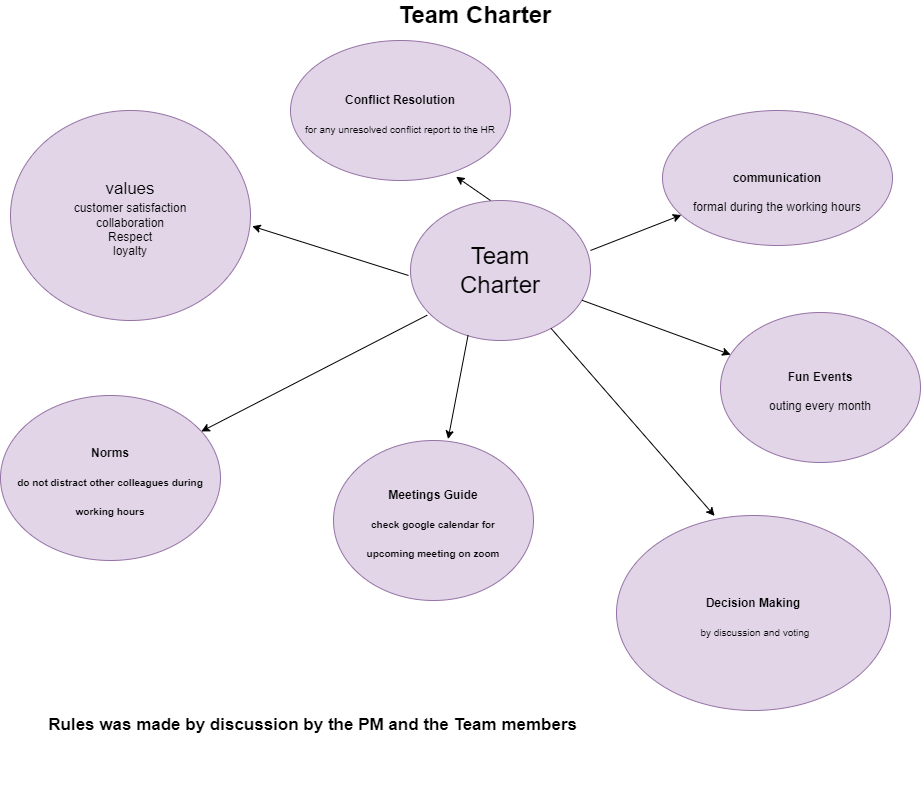 Team Charter
Conflict Resolution
for any unresolved conflict report to the HR
values
customer satisfaction
collaboration
Respect
loyalty
communication
formal during the working hours
Team
Charter
Fun Events
outing every month
Norms
do not distract other colleagues during
working hours
Meetings Guide
check google calendar for
upcoming meeting on zoom
Decision Making
by discussion and voting
Rules was made by discussion by the PM and the Team members